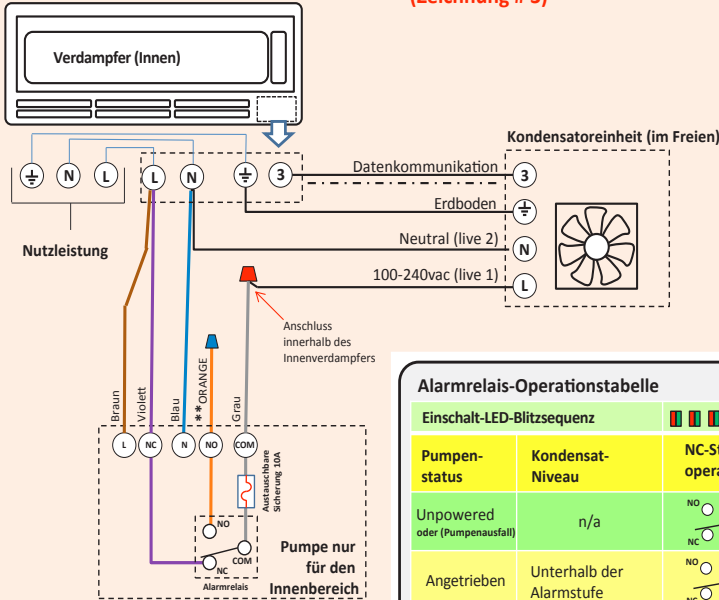 (Zeichnung # 3)
Verdampfer (Innen)
Kondensatoreinheit (im Freien)
N
L
L
N
3
Datenkommunikation
3
Erdboden
Neutral (live 2)
N
100-240vac (live 1)
L
Nutzleistung
Anschluss
innerhalb des
Innenverdampfers
Braun
Violett
Blau
**ORANGE
Grau
L
NC
N
NO
COM
Austauschbare
Sicherung 10A
NO
COM
NC
Alarmrelais
Pumpe nur
für den
Innenbereich
Alarmrelais-Operationstabelle
Einschalt-LED-Blitzsequenz
Pumpen-
status
Kondensat-
Niveau
Unpowered
oder (Pumpenausfall)
n/a
NO
NC
Angetrieben
Unterhalb der
Alarmstufe
NO